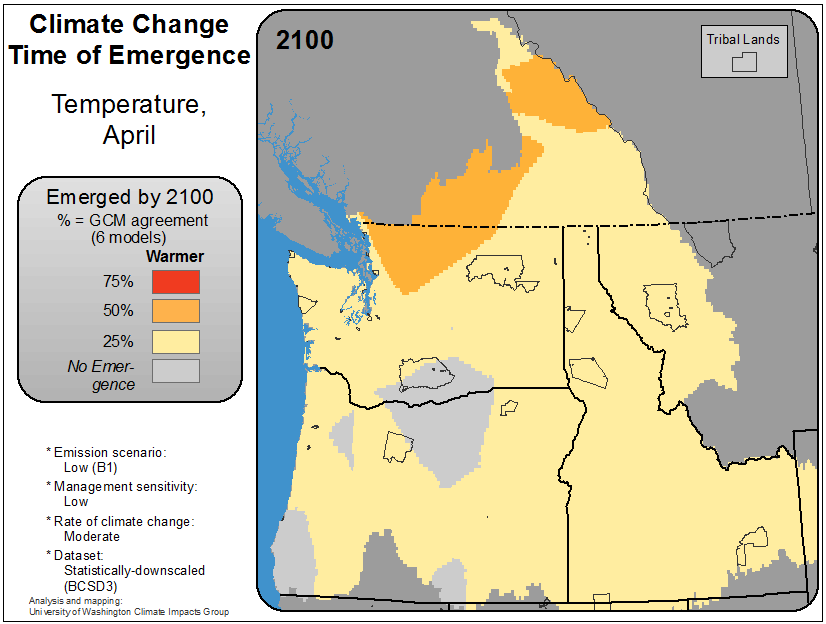 Climate Change
Time of Emergence
Temperature,
April
Emerged by 2100
% = GCM agreement
(6 models)
Warmer
75%
50%
25%
No Emer-
gence
* Emission scenario:
Low (B1)
* Management sensitivity:
Low
* Rate of climate change:
Moderate
* Dataset:
Statistically-downscaled
(BCSD3)
Analysis and mapping:
University of Washington Climate Impacts Group
2100
Tribal Lands